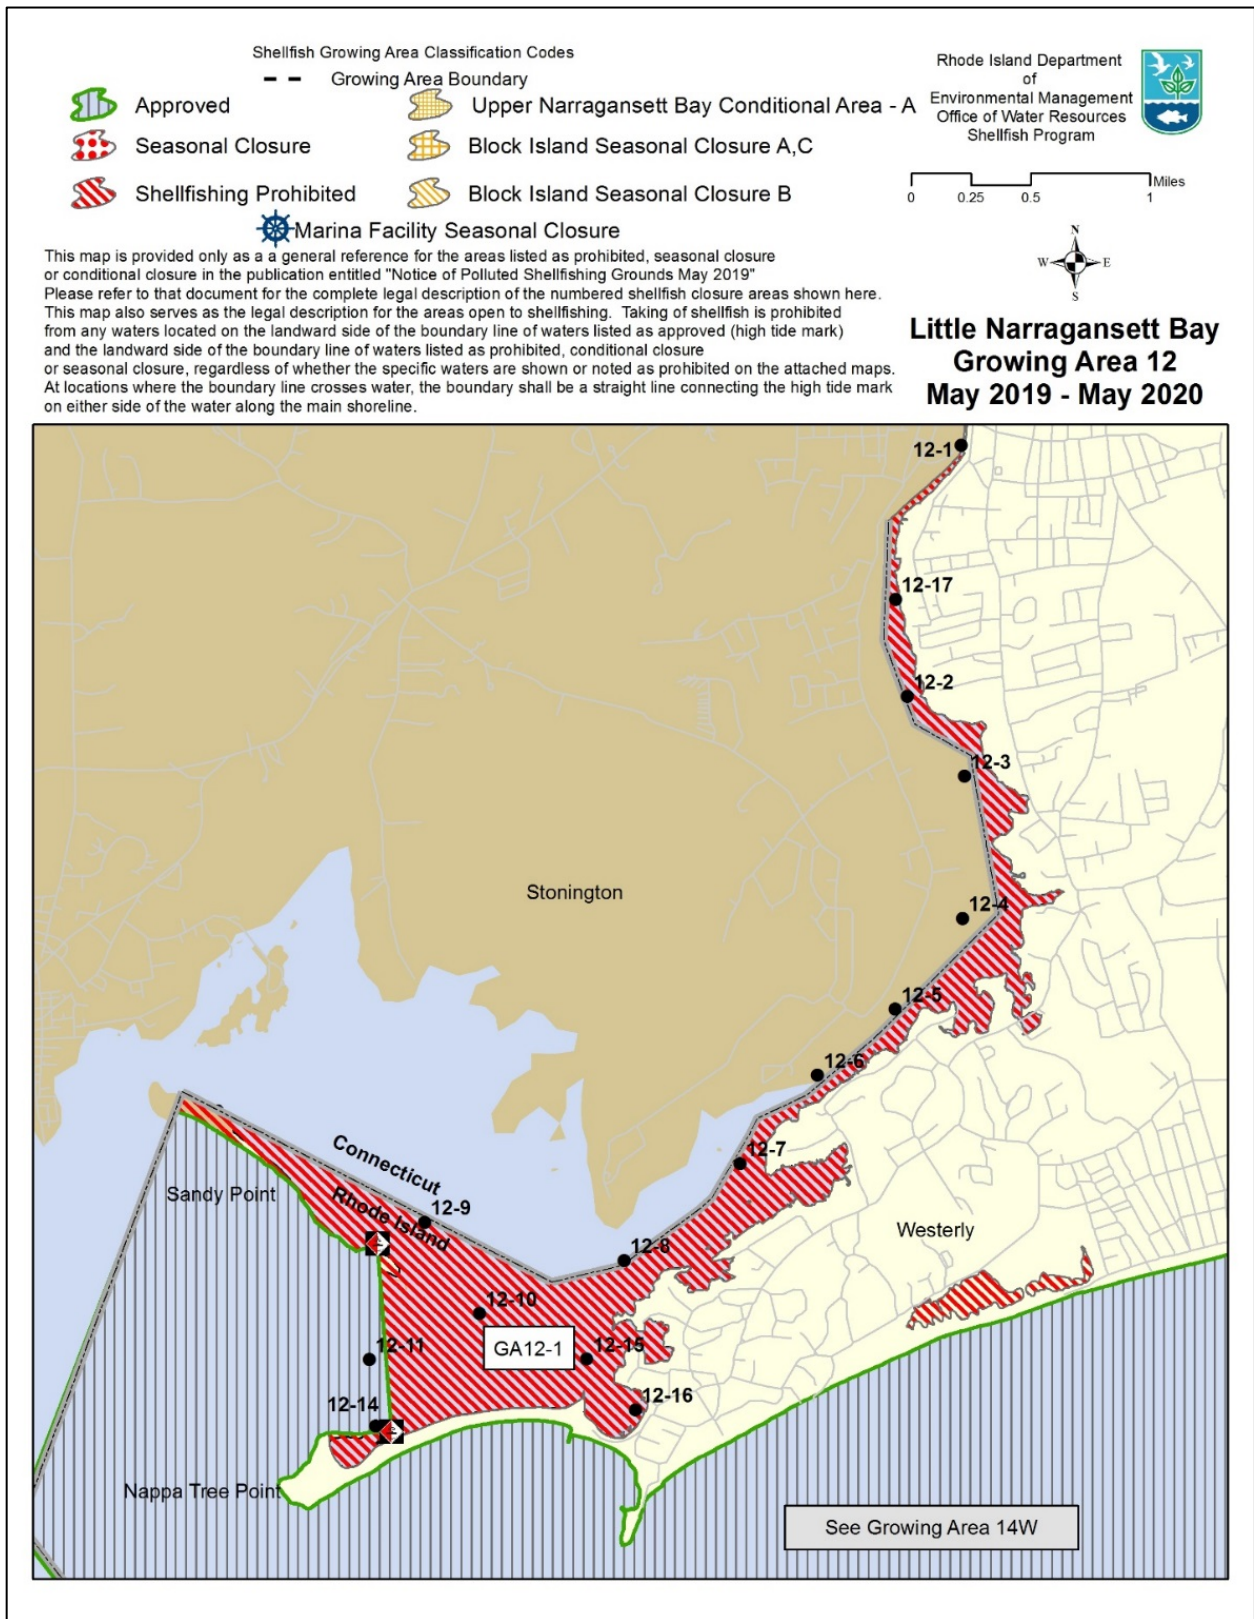 Shellfish Growing Area Classification Codes
Growing Area Boundary
Approved
Upper Narragansett Bay Conditional Area - A
Seasonal Closure
Block Island Seasonal Closure A,C
Shellfishing Prohibited
Block Island Seasonal Closure B
Marina Facility Seasonal Closure
Rhode Island Department
of
Environmental Management
Office of Water Resources
Shellfish Program
Miles
0 0.25 0.5 1
N
W E
S
This map is provided only as a a general reference for the areas listed as prohibited, seasonal closure
or conditional closure in the publication entitled "Notice of Polluted Shellfishing Grounds May 2019"
Please refer to that document for the complete legal description of the numbered shellfish closure areas shown here.
This map also serves as the legal description for the areas open to shellfishing. Taking of shellfish is prohibited
from any waters located on the landward side of the boundary line of waters listed as approved (high tide mark)
and the landward side of the boundary line of waters listed as prohibited, conditional closure
or seasonal closure, regardless of whether the specific waters are shown or noted as prohibited on the attached maps.
At locations where the boundary line crosses water, the boundary shall be a straight line connecting the high tide mark
on either side of the water along the main shoreline.
Little Narragansett Bay
Growing Area 12
May 2019 - May 2020
12-1
12-17
12-2
12-3
Stonington
12-4
12-5
12-6
12-7
Connecticut
Sandy Point
Rhode Island
12-9
Westerly
12-8
12-10
GA12-1
12-11
12-15
12-14
12-16
Nappa Tree Point
See Growing Area 14W